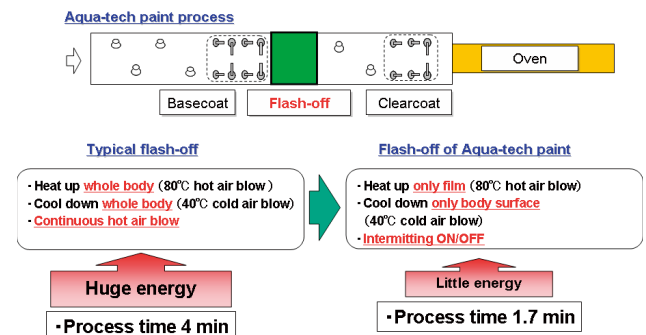 Aqua-tech paint process
Oven
Basecoat
Flash-off
Clearcoat
Typical flash-off
・Heat up whole body (80℃ hot air blow )
・Cool down whole body (40℃ cold air blow)
・Continuous hot air blow
Huge energy
・Process time 4 min
Flash-off of Aqua-tech paint
・Heat up only film (80℃ hot air blow)
・Cool down only body surface
(40℃ cold air blow)
・Intermitting ON/OFF
Little energy
・Process time 1.7 min